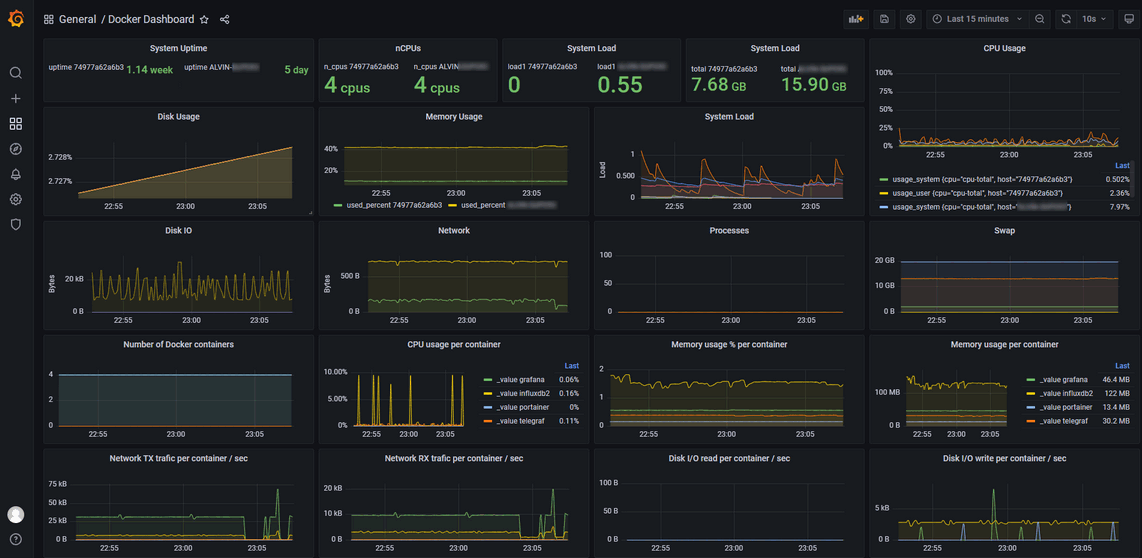 General / Docker Dashboard
Last 15 minutes
10s
System Uptime
uptime 74977a62a6b3 1.14 week uptime ALVIN- 5 day
nCPUs
n_cpus 74977a62a6b3 n_cpus ALVIN
4 cpus 4 cpus
System Load
load1 74977a62a6b3 load1
0 0.55
System Load
total 74977a62a6b3 total
7.68 GB 15.90 GB
CPU Usage
100%
75%
50%
25%
0%
22:55 23:00 23:05
Last
usage_system {cpu="cpu-total", host="74977a62a6b3"} 0.502%
usage_user {cpu="cpu-total", host="74977a62a6b3"} 2.36%
usage_system {cpu="cpu-total", host=" "} 7.97%
Disk Usage
2.728%
2.727%
22:55 23:00 23:05
Memory Usage
40%
20%
22:55 23:00 23:05
used_percent 74977a62a6b3 used_percent
System Load
Load
1
0.500
0
22:55 23:00 23:05
Disk IO
Bytes
20 kB
0 B
22:55 23:00 23:05
Network
Bytes
500 B
0 B
22:55 23:00 23:05
Processes
100
50
0
22:55 23:00 23:05
Swap
20 GB
10 GB
0 B
22:55 23:00 23:05
Number of Docker containers
4
2
0
22:55 23:00 23:05
CPU usage per container
10.00%
5.00%
0%
22:55 23:00 23:05
Last
_value grafana 0.06%
_value influxdb2 0.16%
_value portainer 0%
_value telegraf 0.11%
Memory usage % per container
2
1
0
22:55 23:00 23:05
Memory usage per container
100 MB
0 B
22:55 23:00 23:05
Last
_value grafana 46.4 MB
_value influxdb2 122 MB
_value portainer 13.4 MB
_value telegraf 30.2 MB
Network TX trafic per container / sec
75 kB
50 kB
25 kB
0 B
22:55 23:00 23:05
Network RX trafic per container / sec
20 kB
10 kB
0 B
22:55 23:00 23:05
Disk I/O read per container / sec
100 B
50 B
0 B
22:55 23:00 23:05
Disk I/O write per container / sec
5 kB
0 B
22:55 23:00 23:05